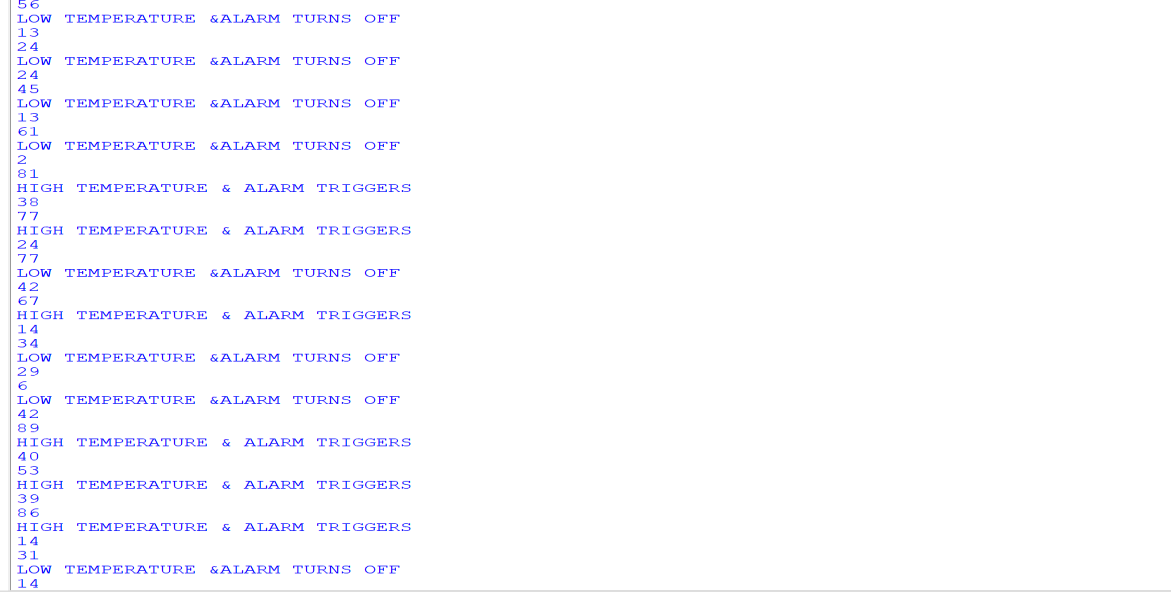 56
LOW TEMPERATURE &ALARM TURNS OFF
13
24
LOW TEMPERATURE &ALARM TURNS OFF
24
45
LOW TEMPERATURE &ALARM TURNS OFF
13
61
LOW TEMPERATURE &ALARM TURNS OFF
2
81
HIGH TEMPERATURE & ALARM TRIGGERS
38
77
HIGH TEMPERATURE & ALARM TRIGGERS
24
77
LOW TEMPERATURE &ALARM TURNS OFF
42
67
HIGH TEMPERATURE & ALARM TRIGGERS
14
34
LOW TEMPERATURE &ALARM TURNS OFF
29
6
LOW TEMPERATURE &ALARM TURNS OFF
42
89
HIGH TEMPERATURE & ALARM TRIGGERS
40
53
HIGH TEMPERATURE & ALARM TRIGGERS
39
86
HIGH TEMPERATURE & ALARM TRIGGERS
14
31
LOW TEMPERATURE &ALARM TURNS OFF
14